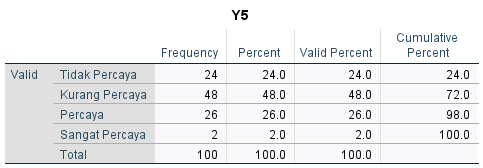 Y5
Frequency Percent Valid Percent Cumulative Percent
Valid Tidak Percaya 24 24.0 24.0 24.0
Kurang Percaya 48 48.0 48.0 72.0
Percaya 26 26.0 26.0 98.0
Sangat Percaya 2 2.0 2.0 100.0
Total 100 100.0 100.0